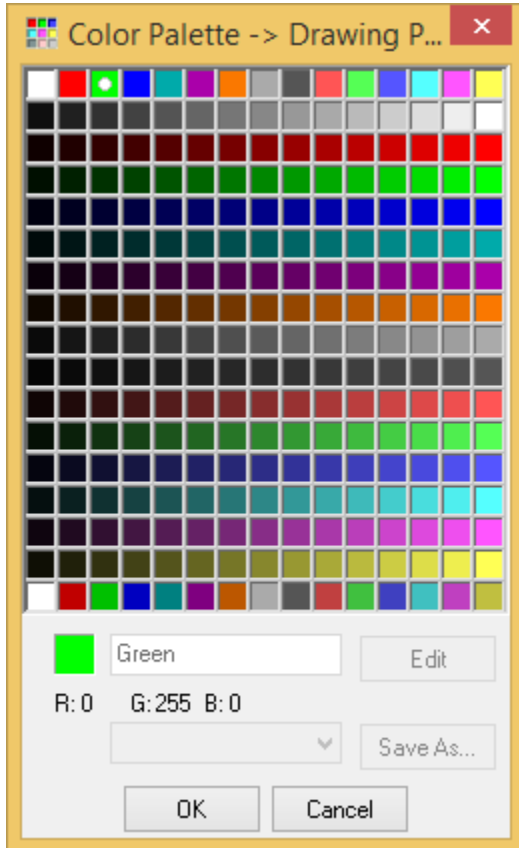 Color Palette -> Drawing P...
Green
Edit
R: 0 G: 255 B: 0
Save As...
OK
Cancel